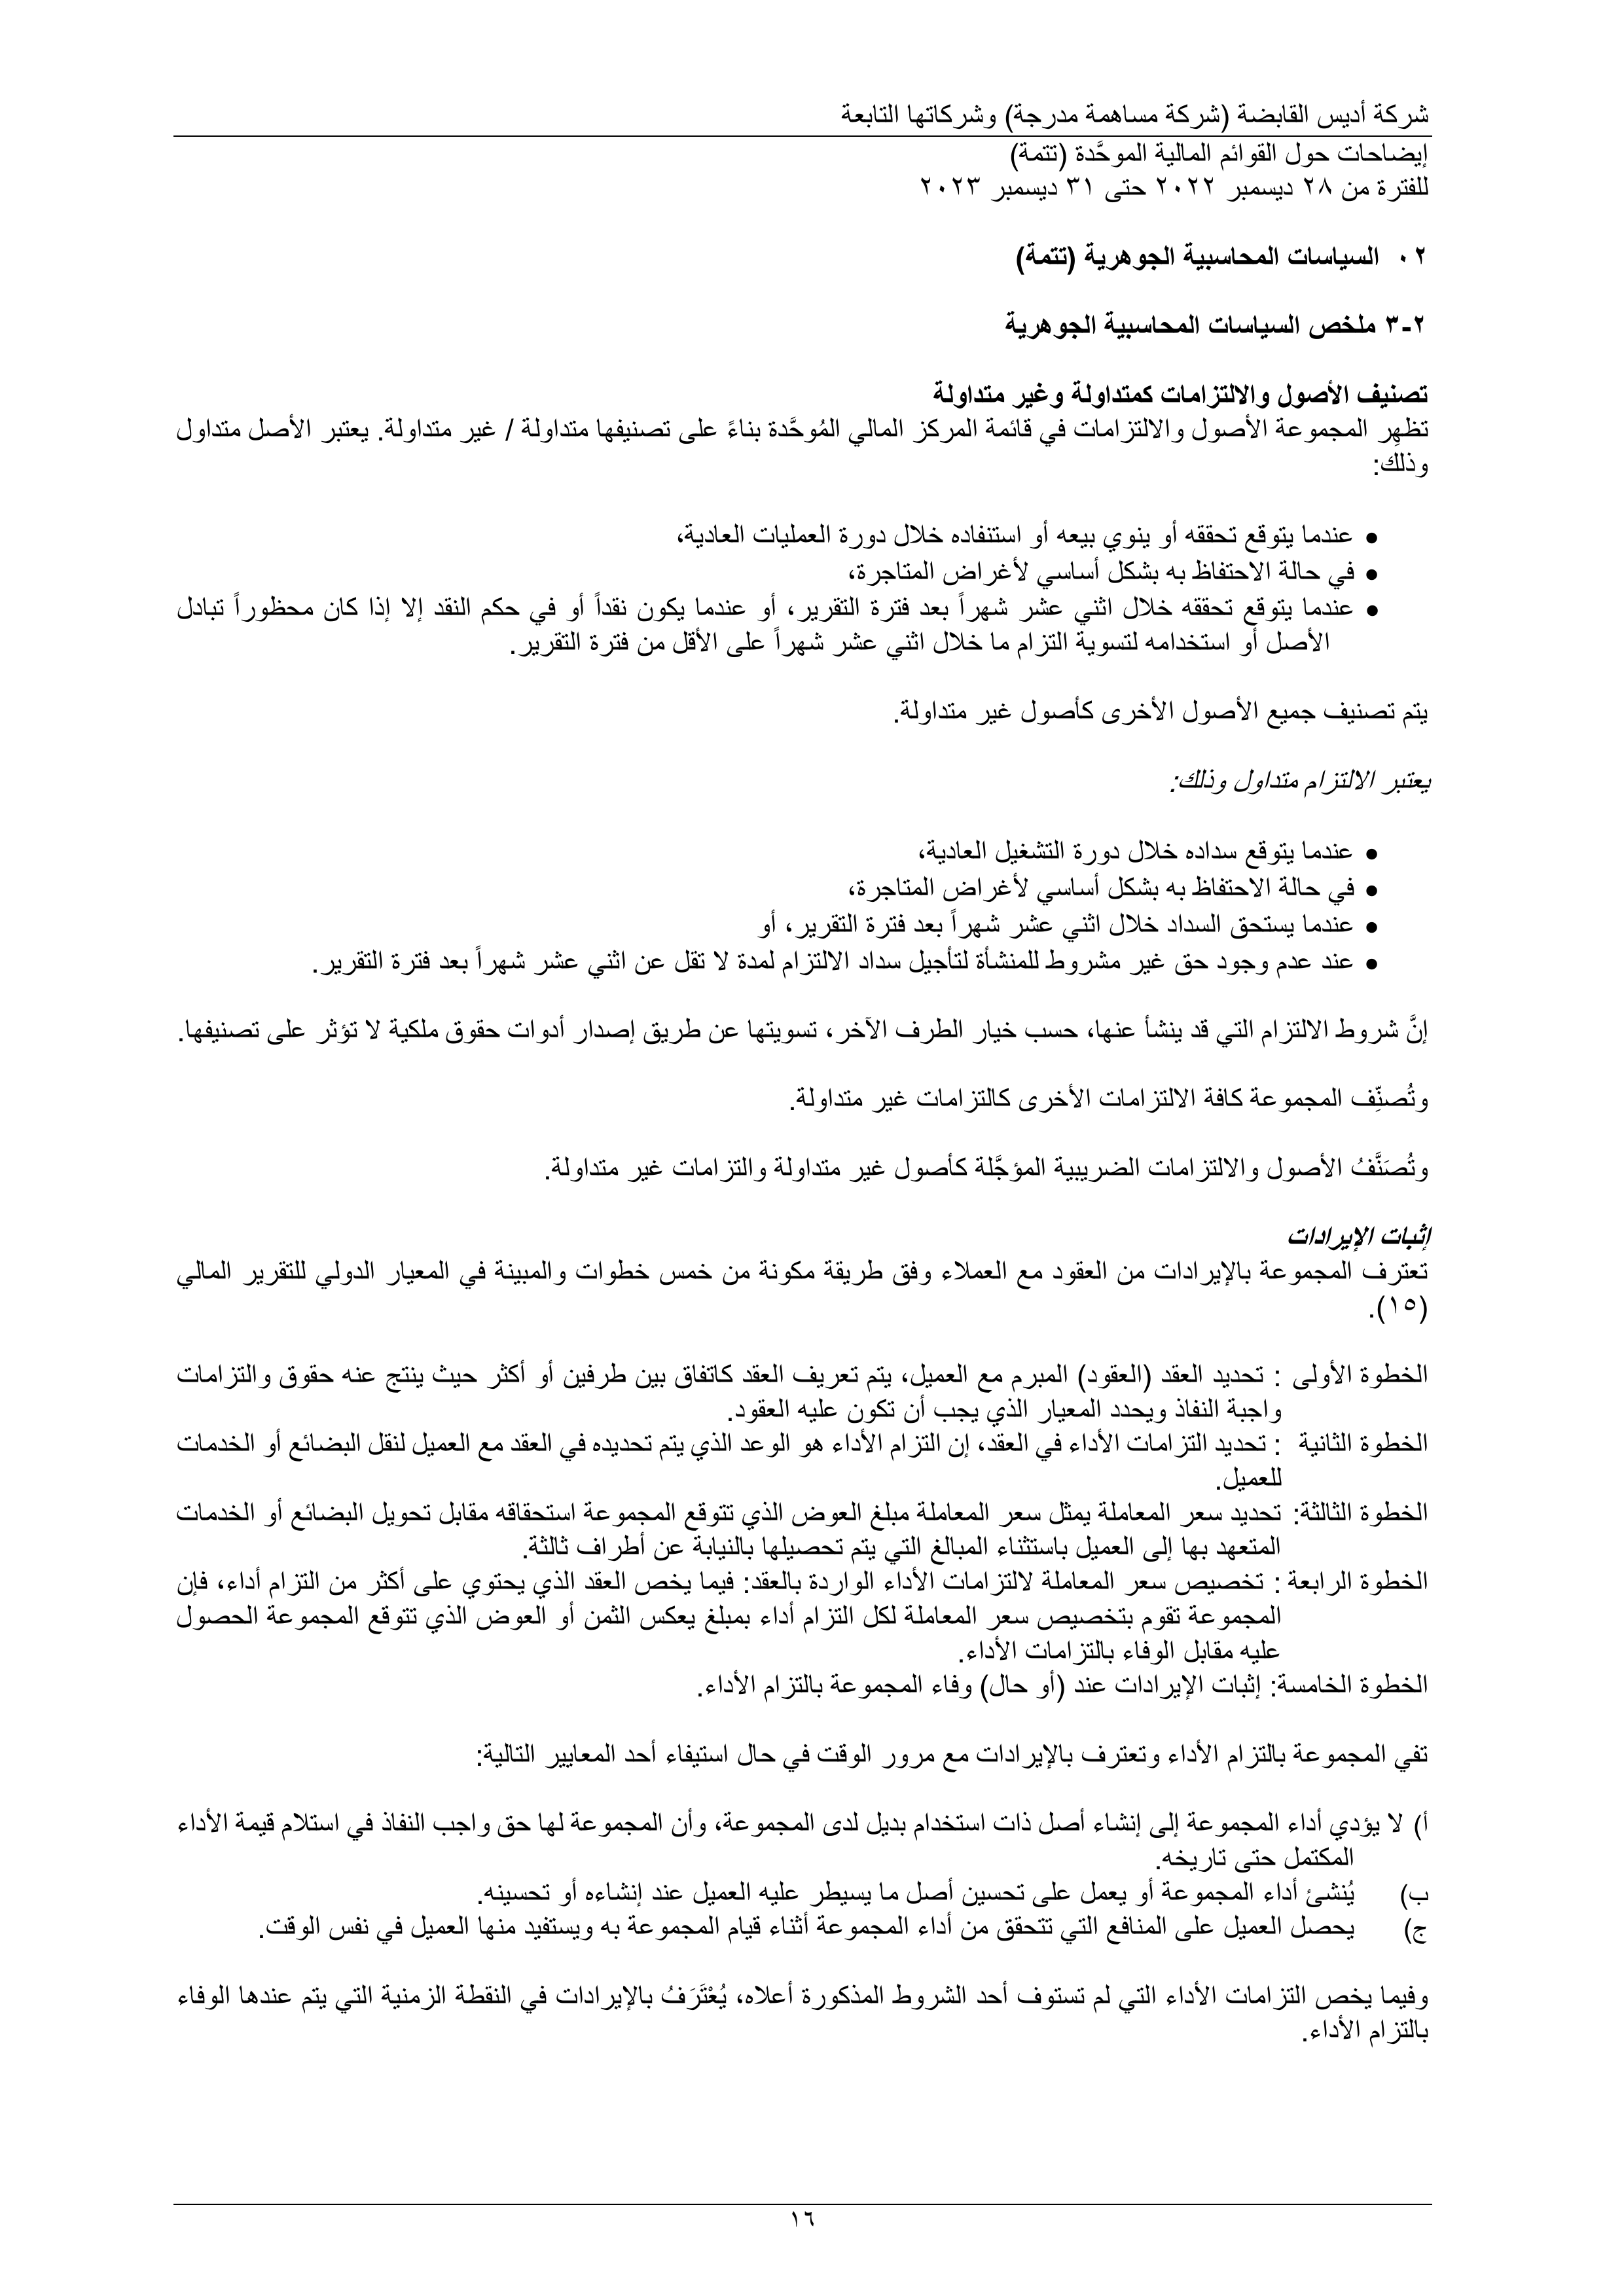 شركة أديس القابضة (شركة مساهمة مدرجة) وشركاتها التابعة
إيضاحات حول القوائم المالية الموحَّدة (تتمة)
للفترة من ٢٨ ديسمبر ٢٠٢٢ حتى ٣١ ديسمبر ٢٠٢٣
٠٢ السياسات المحاسبية الجوهرية (تتمة)
٢-٣ ملخص السياسات المحاسبية الجوهرية
تصنيف الأصول والالتزامات كمتداولة وغير متداولة
تظهِر المجموعة الأصول والالتزامات في قائمة المركز المالي المُوحَّدة بناءً على تصنيفها متداولة / غير متداولة. يعتبر الأصل متداول
وذلك:
• عندما يتوقع تحققه أو ينوي بيعه أو استنفاده خلال دورة العمليات العادية،
• في حالة الاحتفاظ به بشكل أساسي لأغراض المتاجرة،
• عندما يتوقع تحققه خلال اثني عشر شهراً بعد فترة التقرير، أو عندما يكون نقداً أو في حكم النقد إلا إذا كان محظوراً تبادل
الأصل أو استخدامه لتسوية التزام ما خلال اثني عشر شهراً على الأقل من فترة التقرير.
يتم تصنيف جميع الأصول الأخرى كأصول غير متداولة.
يعتبر الالتزام متداول وذلك:
• عندما يتوقع سداده خلال دورة التشغيل العادية،
• في حالة الاحتفاظ به بشكل أساسي لأغراض المتاجرة،
• عندما يستحق السداد خلال اثني عشر شهراً بعد فترة التقرير، أو
• عند عدم وجود حق غير مشروط للمنشأة لتأجيل سداد الالتزام لمدة لا تقل عن اثني عشر شهراً بعد فترة التقرير.
إنَّ شروط الالتزام التي قد ينشأ عنها، حسب خيار الطرف الآخر، تسويتها عن طريق إصدار أدوات حقوق ملكية لا تؤثر على تصنيفها.
وتُصنِّف المجموعة كافة الالتزامات الأخرى كالتزامات غير متداولة.
وتُصَنَّفُ الأصول والالتزامات الضريبية المؤجَّلة كأصول غير متداولة والتزامات غير متداولة.
إثبات الإيرادات
تعترف المجموعة بالإيرادات من العقود مع العملاء وفق طريقة مكونة من خمس خطوات والمبينة في المعيار الدولي للتقرير المالي
(١٥).
الخطوة الأولى : تحديد العقد (العقود) المبرم مع العميل، يتم تعريف العقد كاتفاق بين طرفين أو أكثر حيث ينتج عنه حقوق والتزامات
واجبة النفاذ ويحدد المعيار الذي يجب أن تكون عليه العقود.
الخطوة الثانية : تحديد التزامات الأداء في العقد، إن التزام الأداء هو الوعد الذي يتم تحديده في العقد مع العميل لنقل البضائع أو الخدمات
للعميل.
الخطوة الثالثة: تحديد سعر المعاملة يمثل سعر المعاملة مبلغ العوض الذي تتوقع المجموعة استحقاقه مقابل تحويل البضائع أو الخدمات
المتعهد بها إلى العميل باستثناء المبالغ التي يتم تحصيلها بالنيابة عن أطراف ثالثة.
الخطوة الرابعة : تخصيص سعر المعاملة لالتزامات الأداء الواردة بالعقد: فيما يخص العقد الذي يحتوي على أكثر من التزام أداء، فإن
المجموعة تقوم بتخصيص سعر المعاملة لكل التزام أداء بمبلغ يعكس الثمن أو العوض الذي تتوقع المجموعة الحصول
عليه مقابل الوفاء بالتزامات الأداء.
الخطوة الخامسة: إثبات الإيرادات عند (أو حال) وفاء المجموعة بالتزام الأداء.
تفي المجموعة بالتزام الأداء وتعترف بالإيرادات مع مرور الوقت في حال استيفاء أحد المعايير التالية:
أ) لا يؤدي أداء المجموعة إلى إنشاء أصل ذات استخدام بديل لدى المجموعة، وأن المجموعة لها حق واجب النفاذ في استلام قيمة الأداء
المكتمل حتى تاريخه.
ب) يُنشئ أداء المجموعة أو يعمل على تحسين أصل ما يسيطر عليه العميل عند إنشاءه أو تحسينه.
ج) يحصل العميل على المنافع التي تتحقق من أداء المجموعة أثناء قيام المجموعة به ويستفيد منها العميل في نفس الوقت.
وفيما يخص التزامات الأداء التي لم تستوف أحد الشروط المذكورة أعلاه، يُعْتَرَفُ بالإيرادات في النقطة الزمنية التي يتم عندها الوفاء
بالتزام الأداء.
١٦